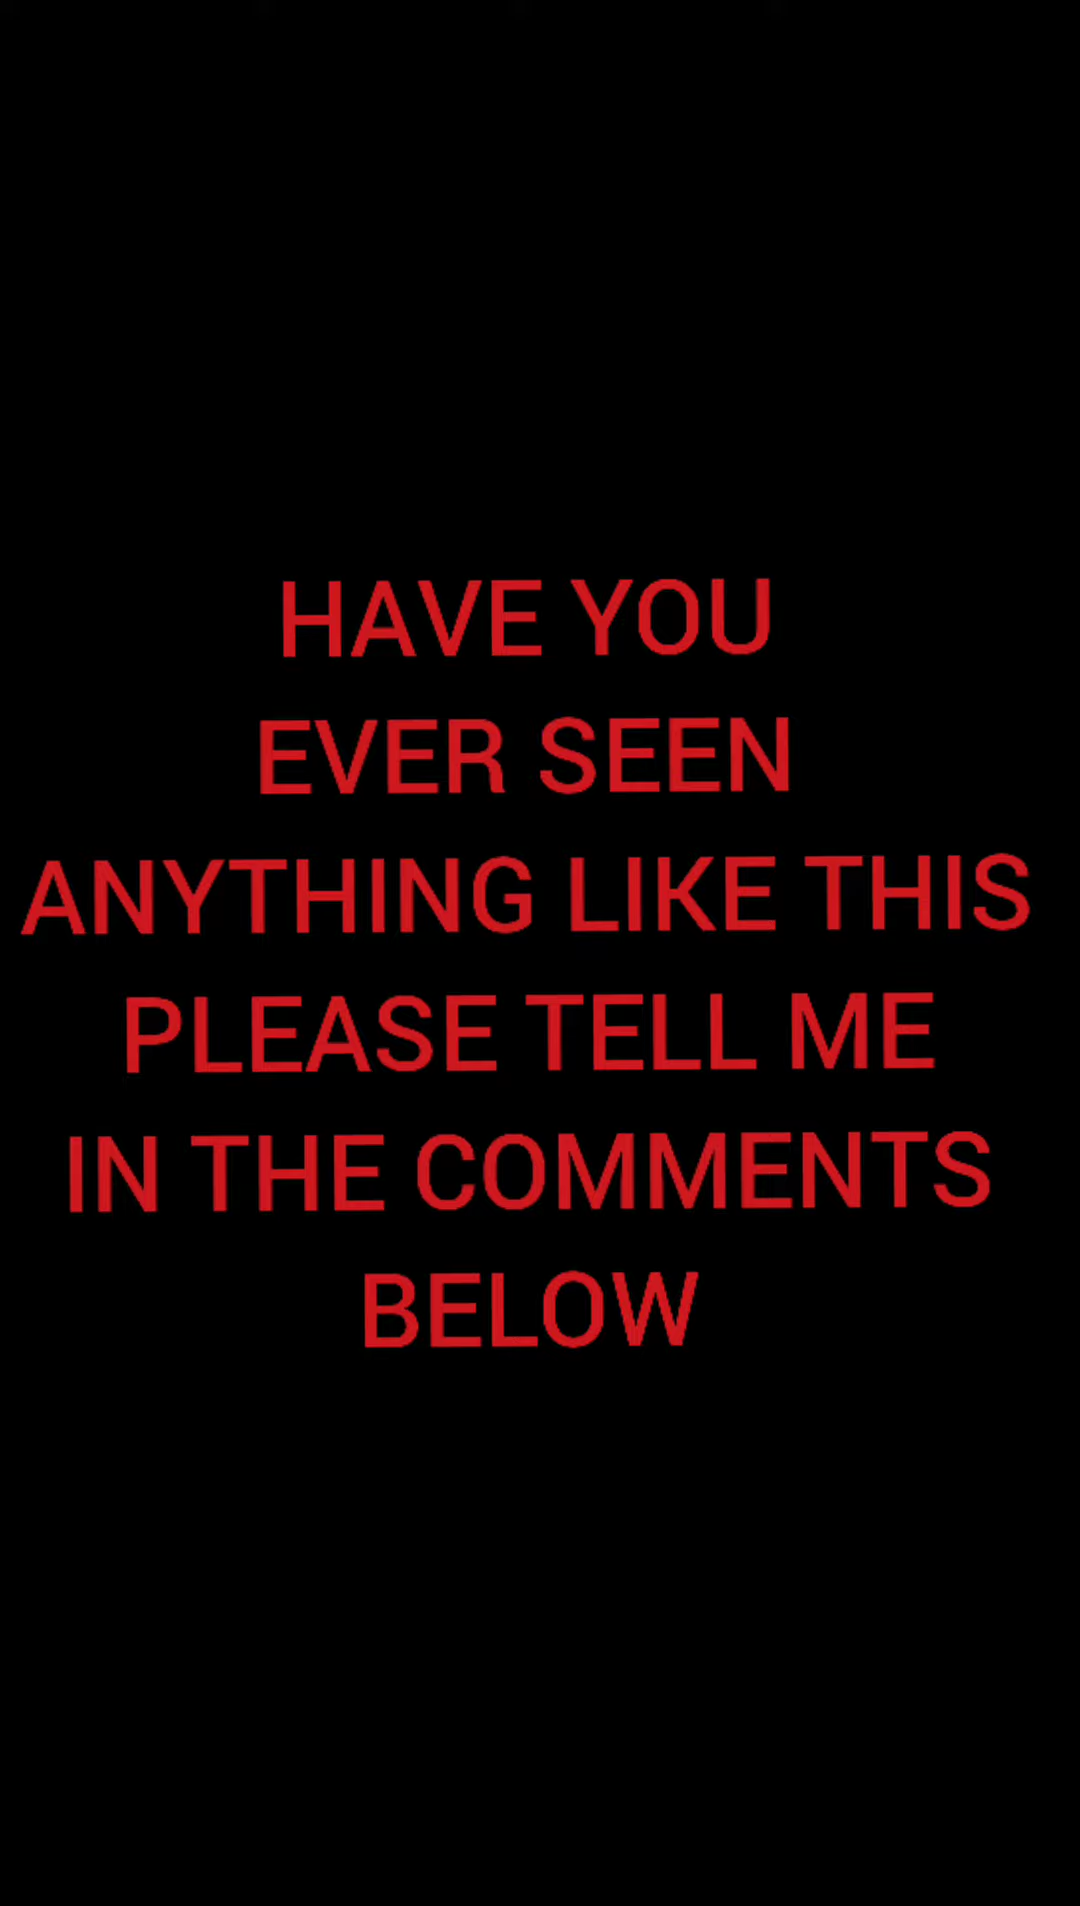 HAVE YOU
EVER SEEN
ANYTHING LIKE THIS
PLEASE TELL ME
IN THE COMMENTS
BELOW